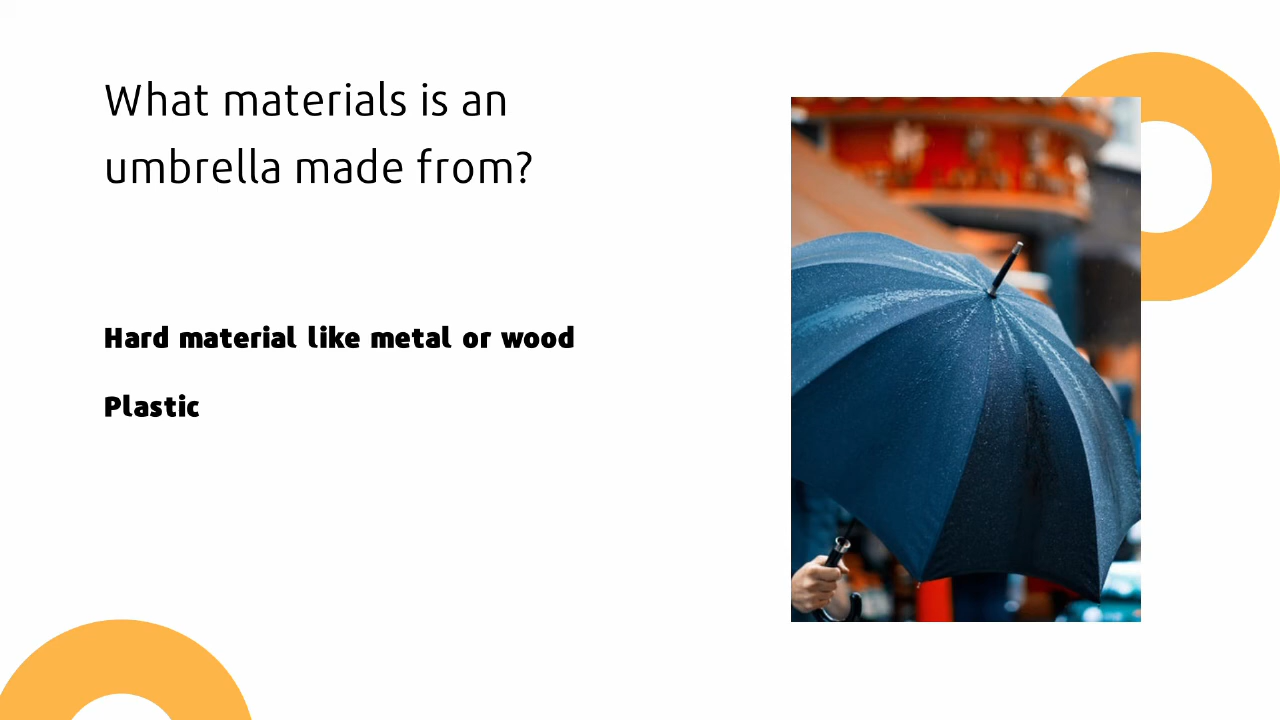 What materials is an
umbrella made from?
Hard material like metal or wood
Plastic